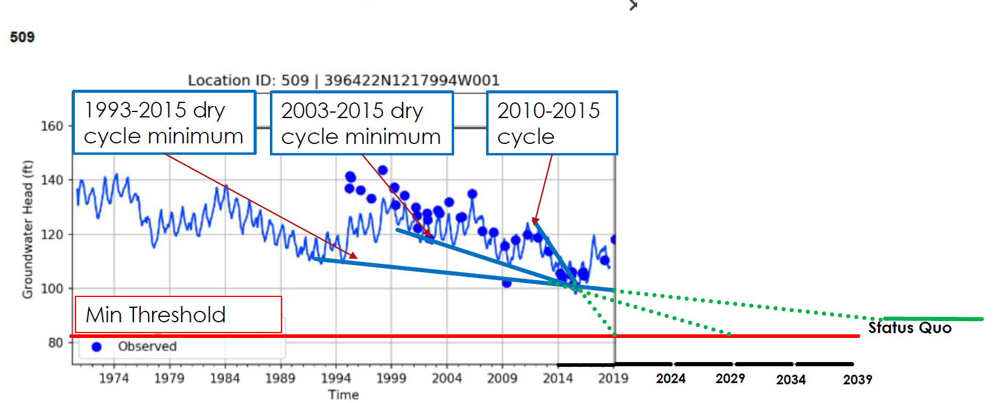 509
Location ID: 509 | 396422N1217994W001
1993-2015 dry
cycle minimum
2003-2015 dry
cycle minimum
2010-2015
cycle
160
140
120
100
80
Groundwater Head (ft)
Min Threshold
Observed
Status Quo
1974
1979
1984
1989
1994
1999
2004
2009
2014
2019
2024
2029
2034
2039
Time